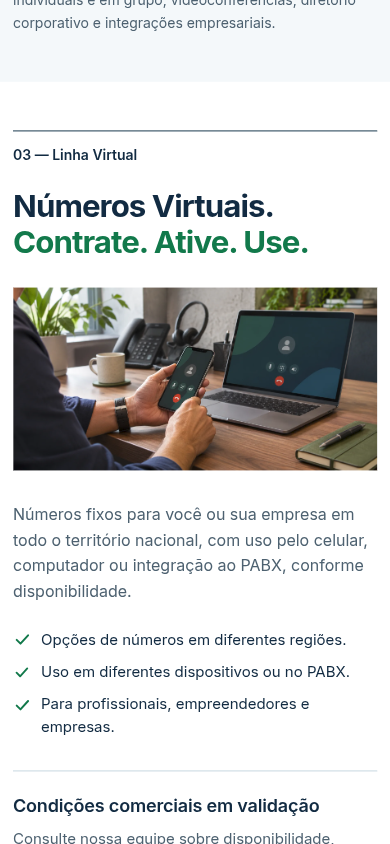 individuais e em grupo, videoconferências, diretório
corporativo e integrações empresariais.
03 — Linha Virtual
Números Virtuais.
Contrate. Ative. Use.
Números fixos para você ou sua empresa em
todo o território nacional, com uso pelo celular,
computador ou integração ao PABX, conforme
disponibilidade.
Opções de números em diferentes regiões.
Uso em diferentes dispositivos ou no PABX.
Para profissionais, empreendedores e
empresas.
Condições comerciais em validação
Consulte nossa equipe sobre disponibilidade,